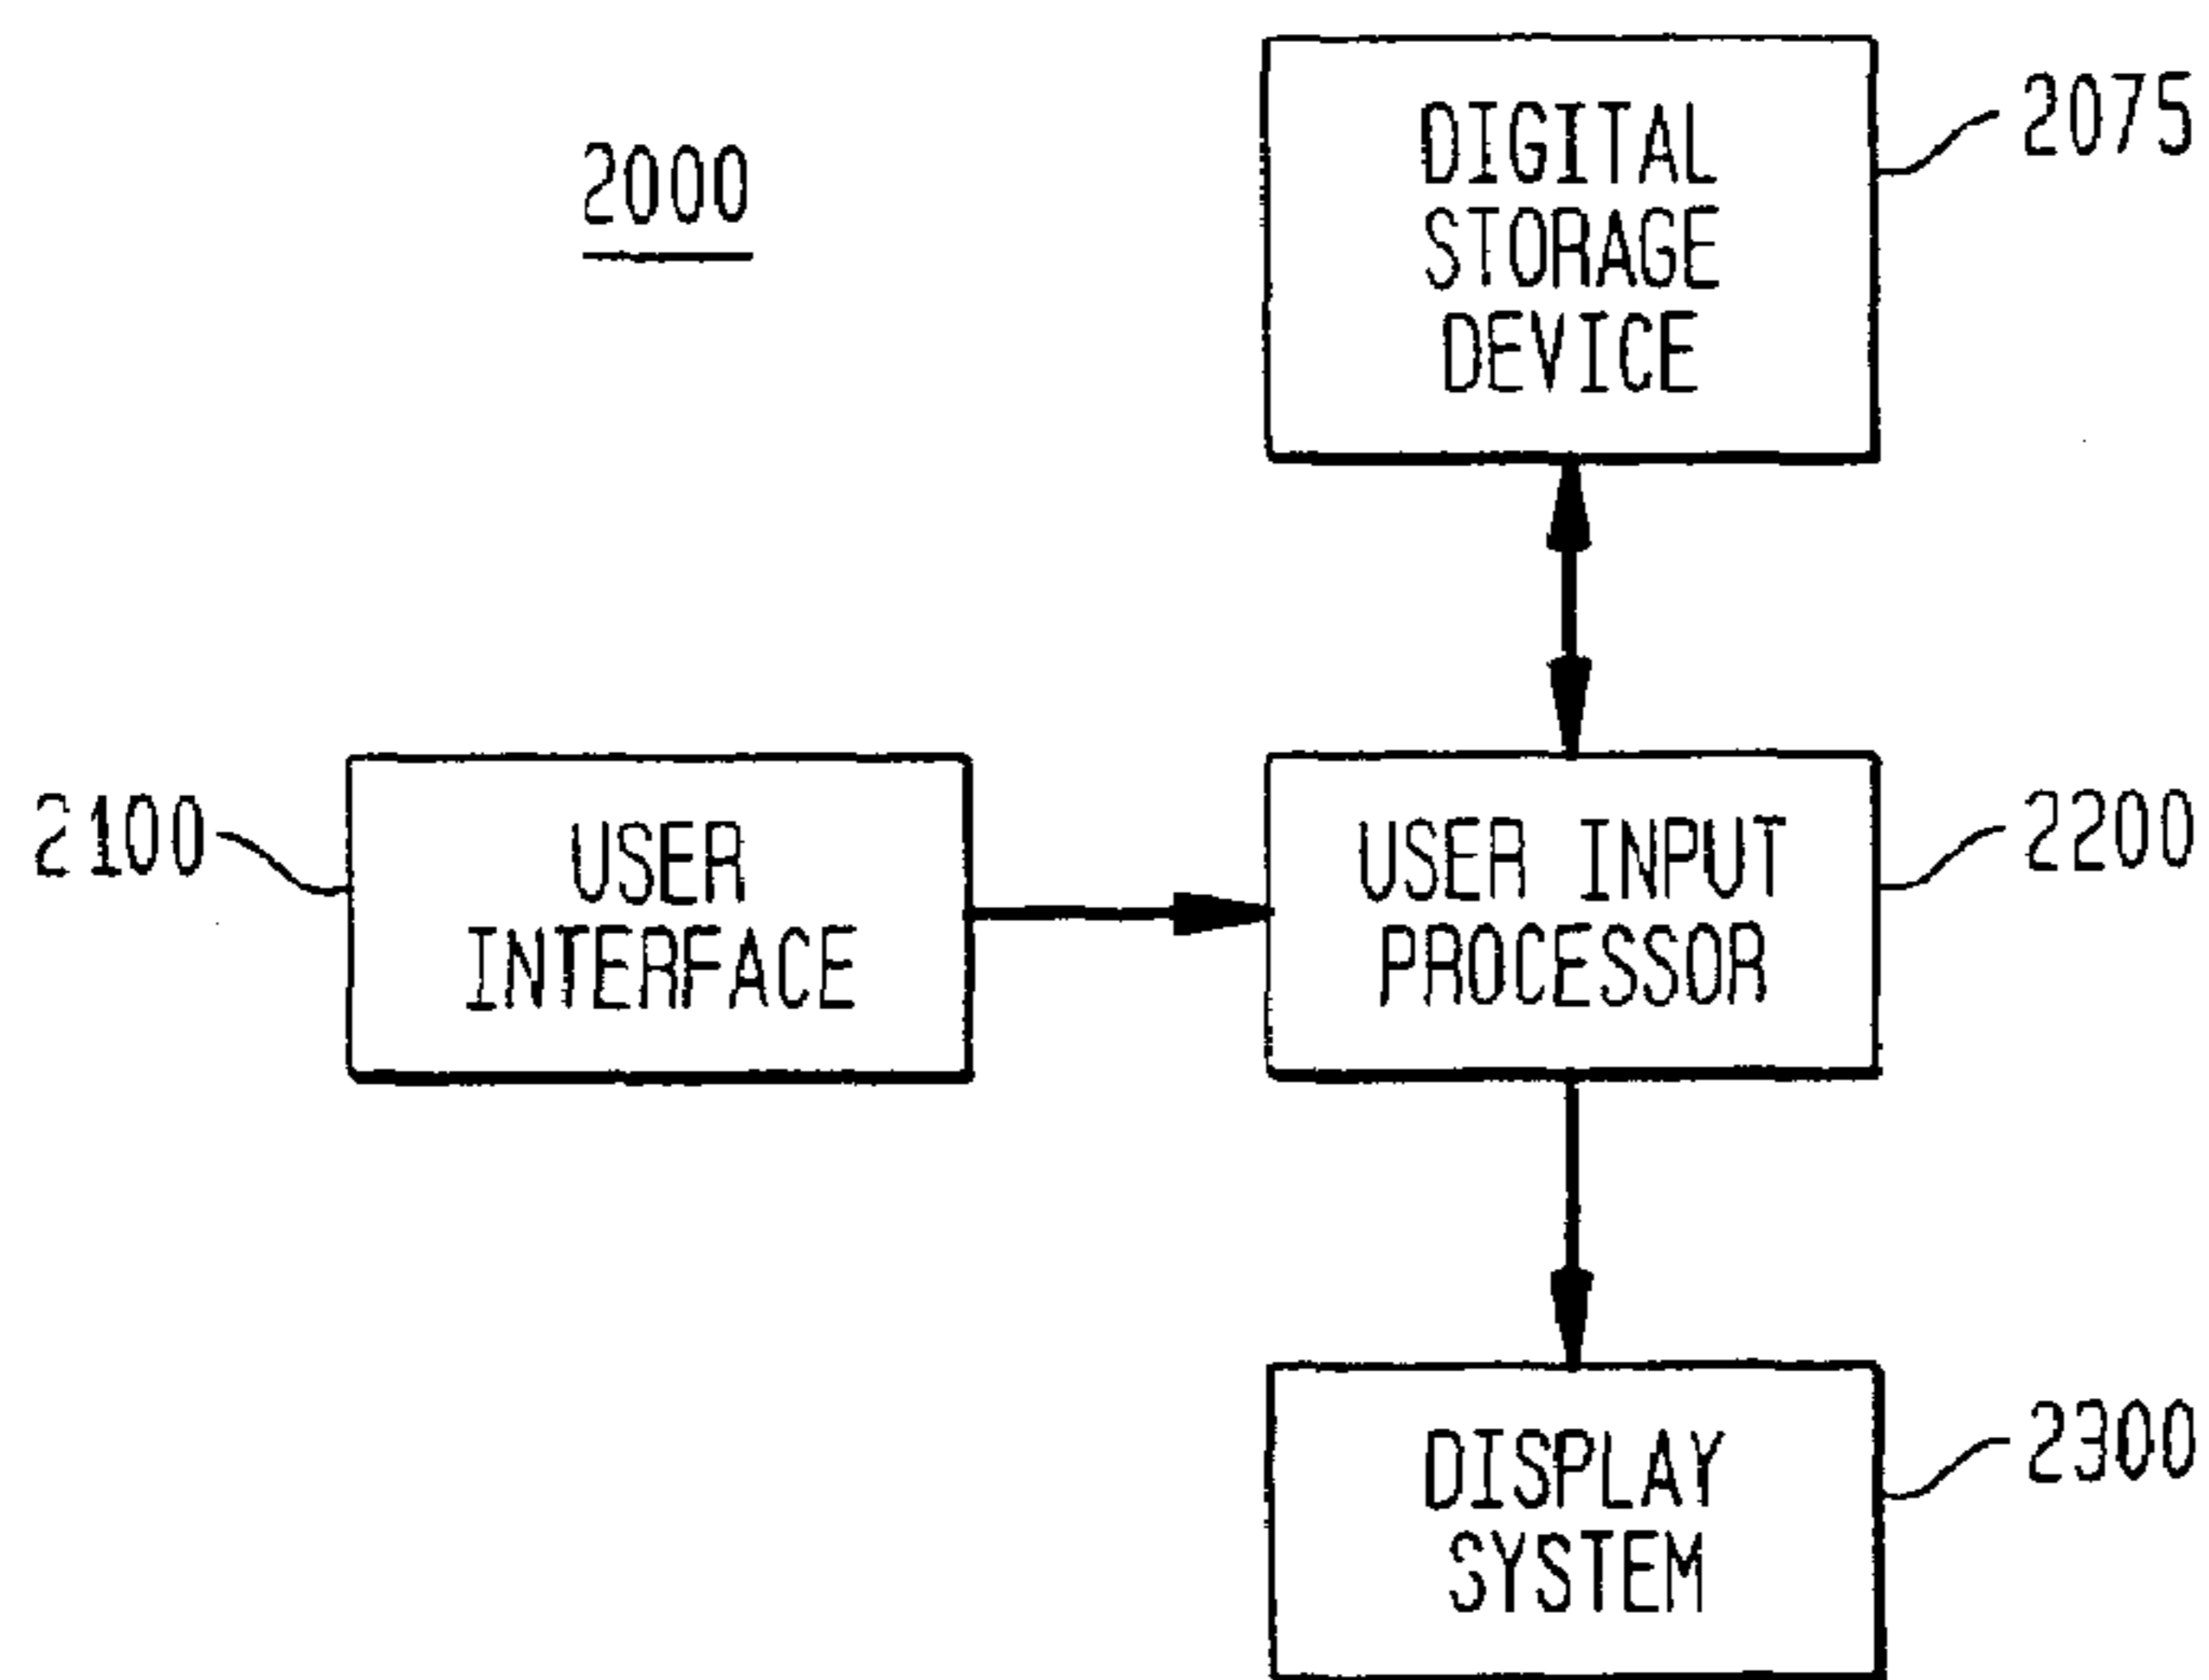 2000
DIGITAL
STORAGE
DEVICE
2075
2100
USER
INTERFACE
USER INPUT
PROCESSOR
2200
DISPLAY
SYSTEM
2300